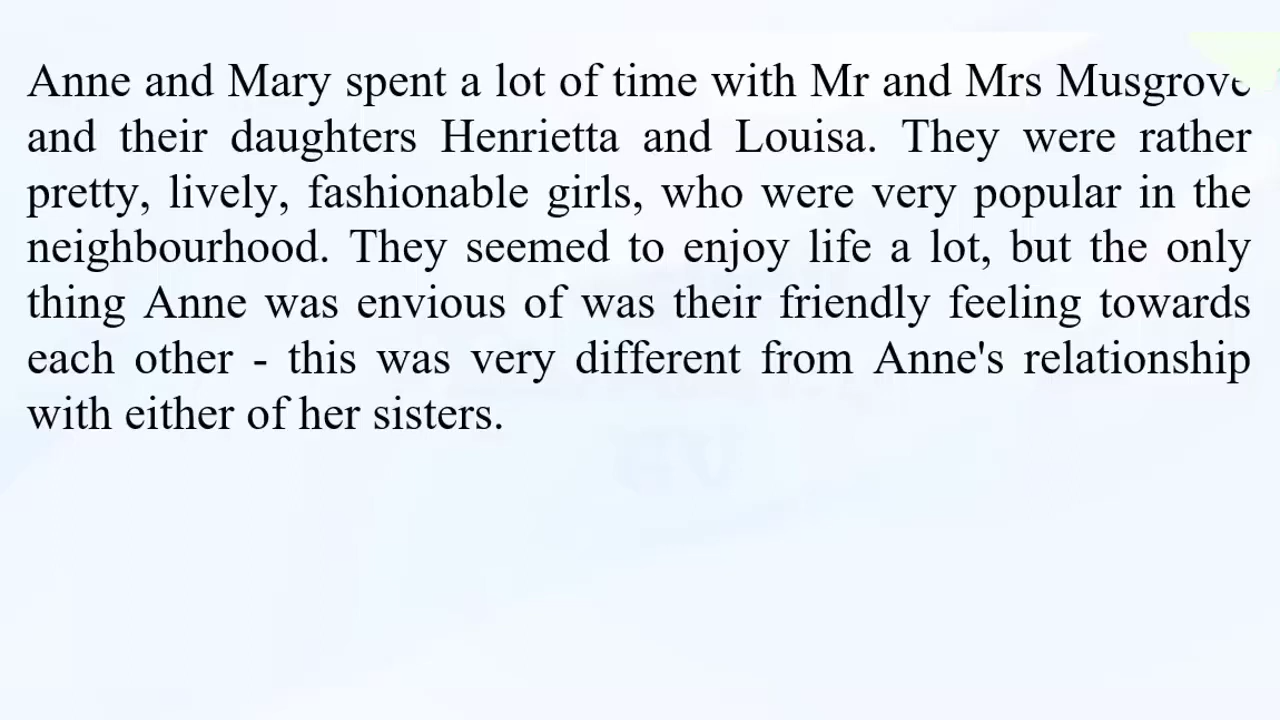 Anne and Mary spent a lot of time with Mr and Mrs Musgrove
and their daughters Henrietta and Louisa. They were rather
pretty, lively, fashionable girls, who were very popular in the
neighbourhood. They seemed to enjoy life a lot, but the only
thing Anne was envious of was their friendly feeling towards
each other - this was very different from Anne's relationship
with either of her sisters.